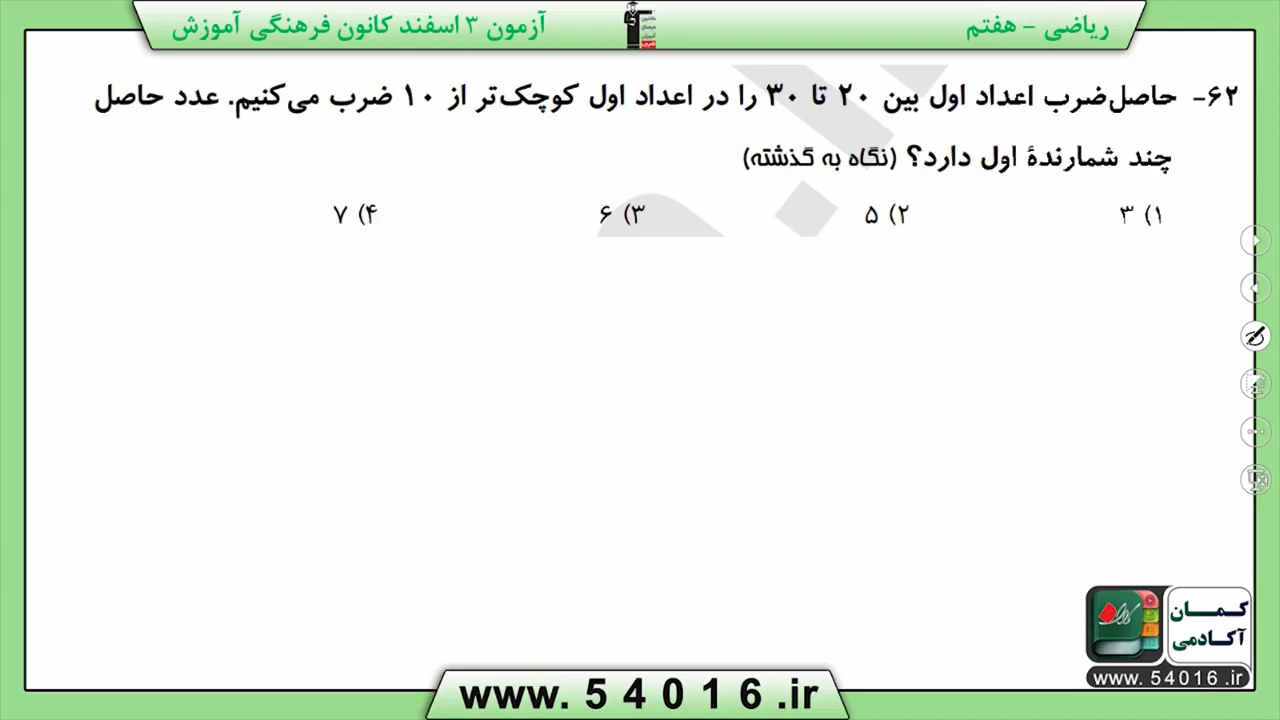 ریاضی - هفتم
آزمون ۳ اسفند کانون فرهنگی آموزش
۶۲- حاصل‌ضرب اعداد اول بین ۲۰ تا ۳۰ را در اعداد اول کوچک‌تر از ۱۰ ضرب می‌کنیم. عدد حاصل
چند شمارندهٔ اول دارد؟ (نگاه به گذشته)
۱) ۳
۲) ۵
۳) ۶
۴) ۷
کمان
آکادمی
www. 54016 .ir
www. 5 4 0 1 6 .ir